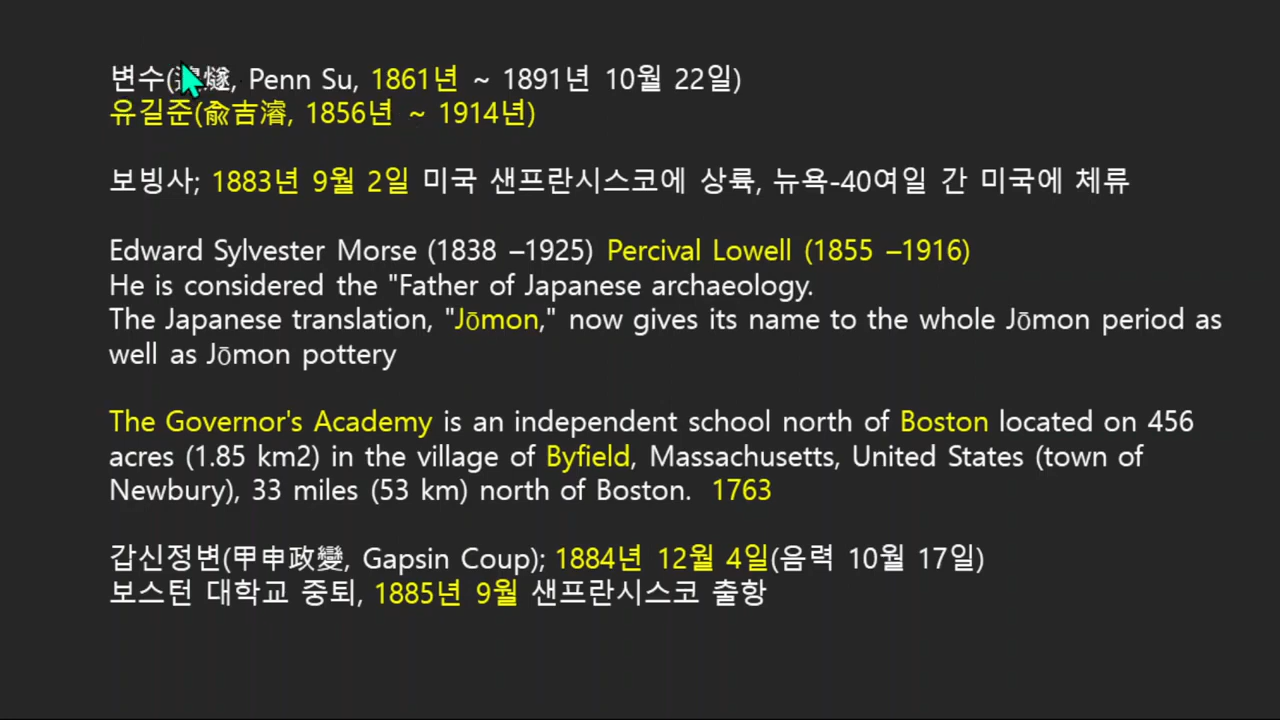 변수(邊燧, Penn Su, 1861년 ~ 1891년 10월 22일)
유길준(兪吉濬, 1856년 ~ 1914년)
보빙사; 1883년 9월 2일 미국 샌프란시스코에 상륙, 뉴욕-40여일 간 미국에 체류
Edward Sylvester Morse (1838 –1925) Percival Lowell (1855 –1916)
He is considered the "Father of Japanese archaeology.
The Japanese translation, "Jōmon," now gives its name to the whole Jōmon period as
well as Jōmon pottery
The Governor's Academy is an independent school north of Boston located on 456
acres (1.85 km2) in the village of Byfield, Massachusetts, United States (town of
Newbury), 33 miles (53 km) north of Boston. 1763
갑신정변(甲申政變, Gapsin Coup); 1884년 12월 4일(음력 10월 17일)
보스턴 대학교 중퇴, 1885년 9월 샌프란시스코 출항